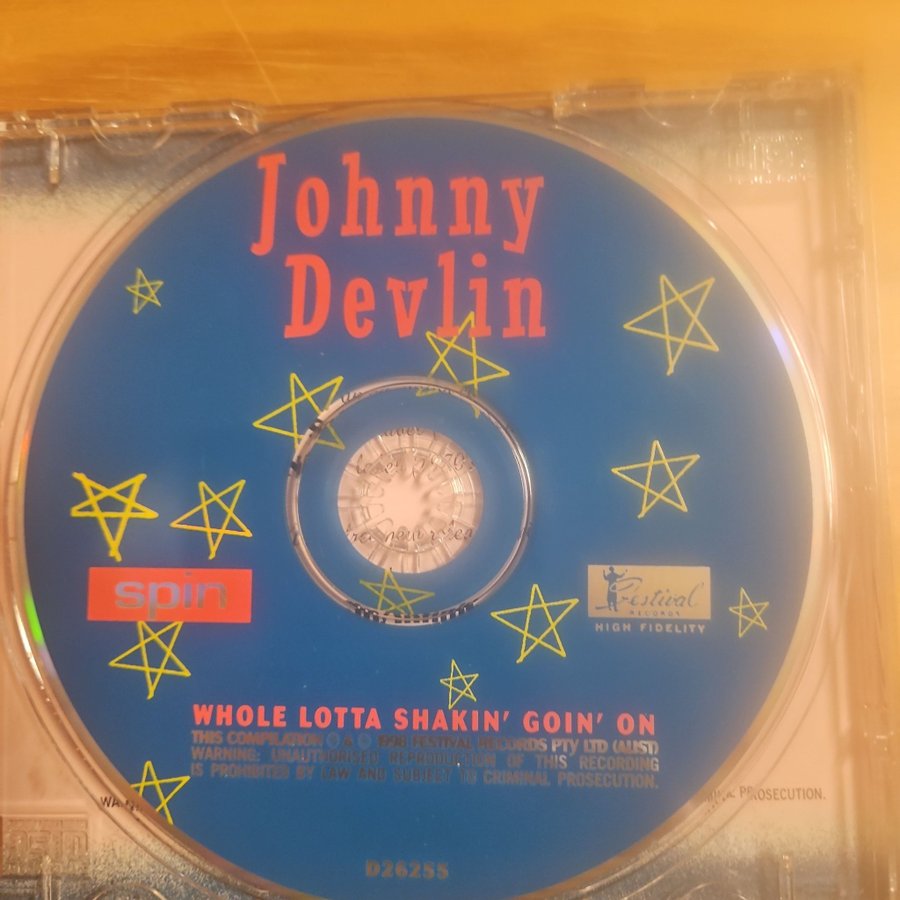 Johnny
Devlin
spin
Festival
RECORDS
HIGH FIDELITY
WHOLE LOTTA SHAKIN' GOIN' ON
THIS COMPILATION ℗ & © 1998 FESTIVAL RECORDS PTY LTD (AUST)
WARNING: UNAUTHORISED REPRODUCTION OF THIS RECORDING
IS PROHIBITED BY LAW AND SUBJECT TO CRIMINAL PROSECUTION.
PROSECUTION.
D26255